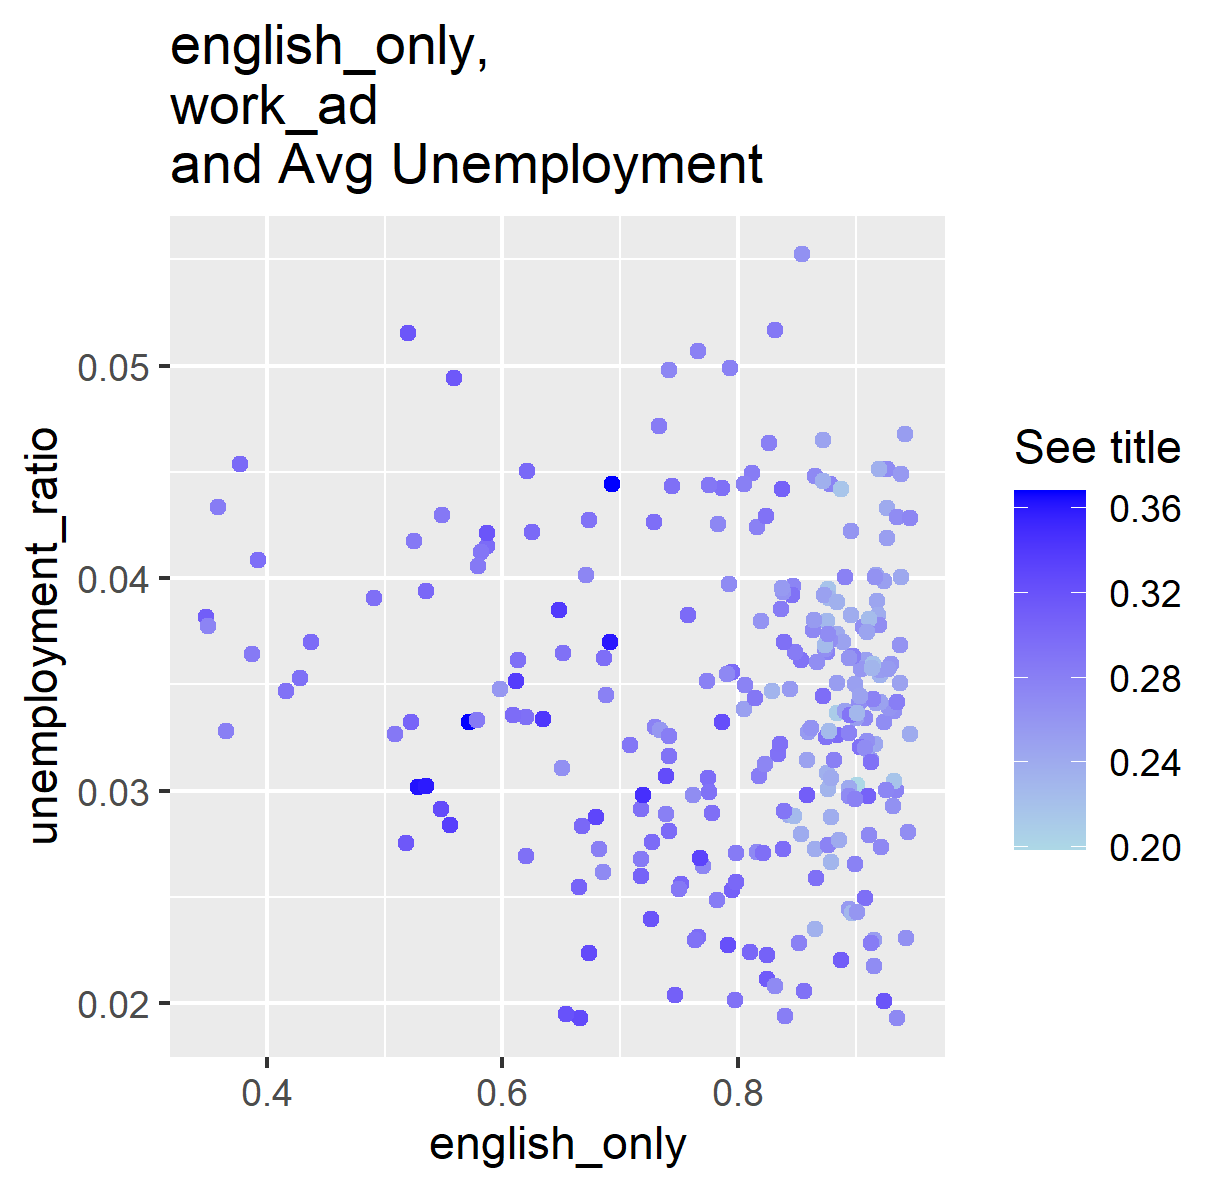 english_only,
work_ad
and Avg Unemployment
unemployment_ratio
0.05
0.04
0.03
0.02
0.4 0.6 0.8
english_only
See title
0.36
0.32
0.28
0.24
0.20